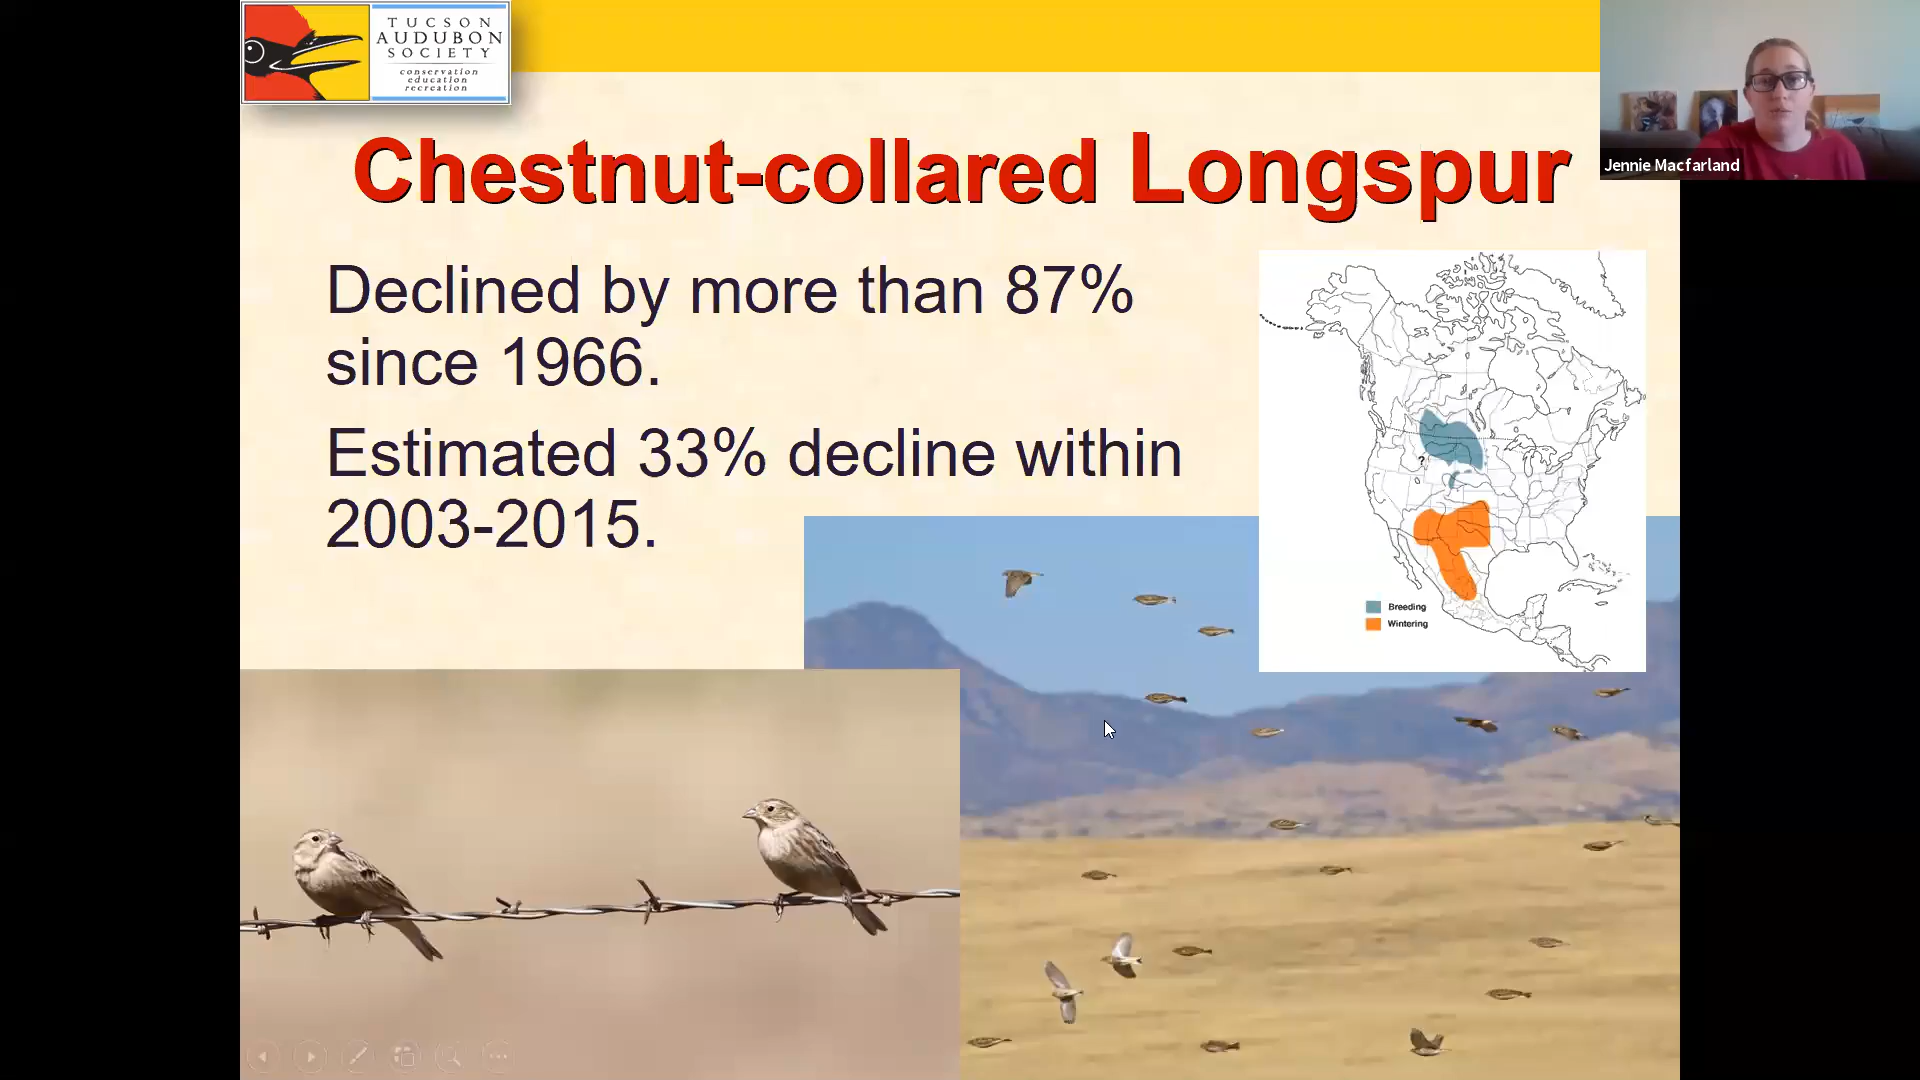 TUCSON
AUDUBON
SOCIETY
conservation
education
recreation
Jennie Macfarland
Chestnut-collared Longspur
Declined by more than 87%
since 1966.
Estimated 33% decline within
2003-2015.
?
Breeding
Wintering